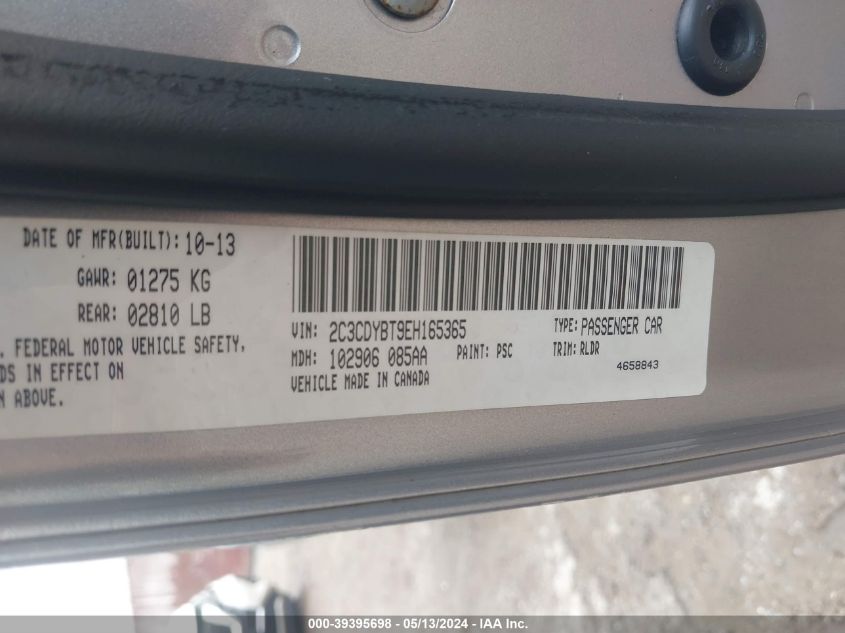 DATE OF MFR(BUILT): 10-13
GAWR: 01275 KG
REAR: 02810 LB
. FEDERAL MOTOR VEHICLE SAFETY,
DS IN EFFECT ON
N ABOVE.
VIN: 2C3CDYBT9EH165365
TYPE: PASSENGER CAR
MDH: 102906 085AA
PAINT: PSC
TRIM: RLDR
VEHICLE MADE IN CANADA
4658843
000-39395698 - 05/13/2024 - IAA Inc.